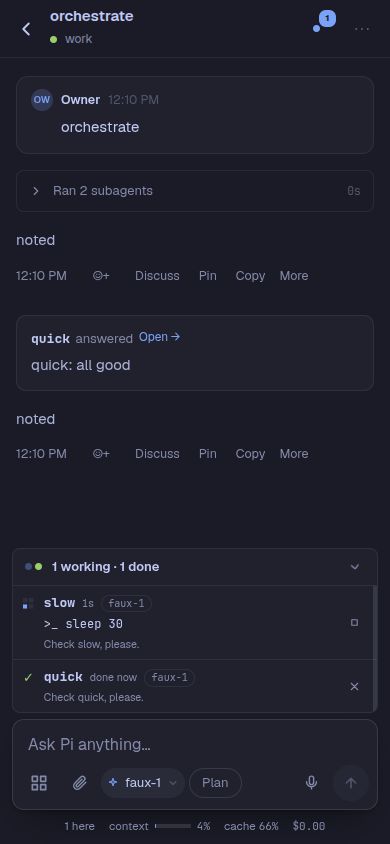 orchestrate
work
1
OW Owner 12:10 PM
orchestrate
Ran 2 subagents 0s
noted
12:10 PM Discuss Pin Copy More
quick answered Open →
quick: all good
noted
12:10 PM Discuss Pin Copy More
1 working · 1 done
slow 1s faux-1
>_ sleep 30
Check slow, please.
quick done now faux-1
Check quick, please.
Ask Pi anything…
faux-1 Plan
1 here context 4% cache 66% $0.00